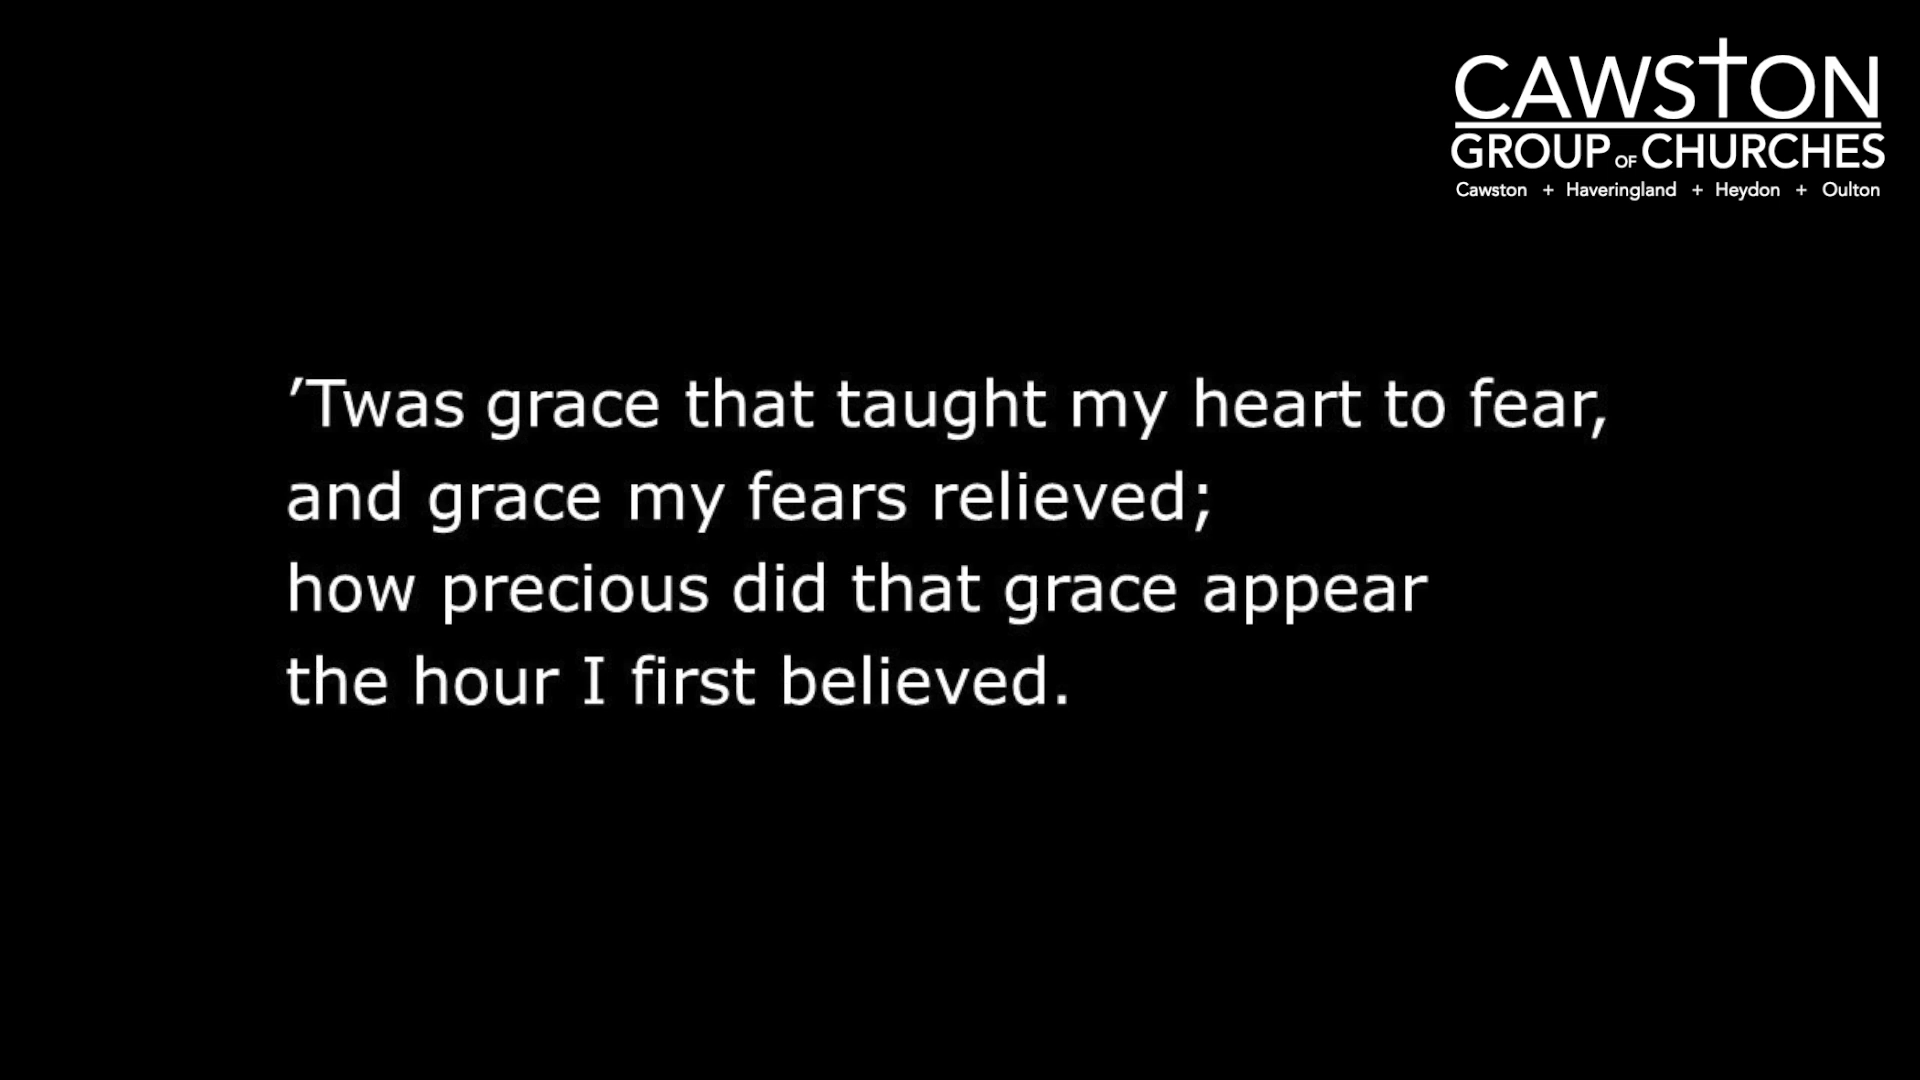 CAWSTON
GROUP OF CHURCHES
Cawston + Haveringland + Heydon + Oulton
’Twas grace that taught my heart to fear,
and grace my fears relieved;
how precious did that grace appear
the hour I first believed.